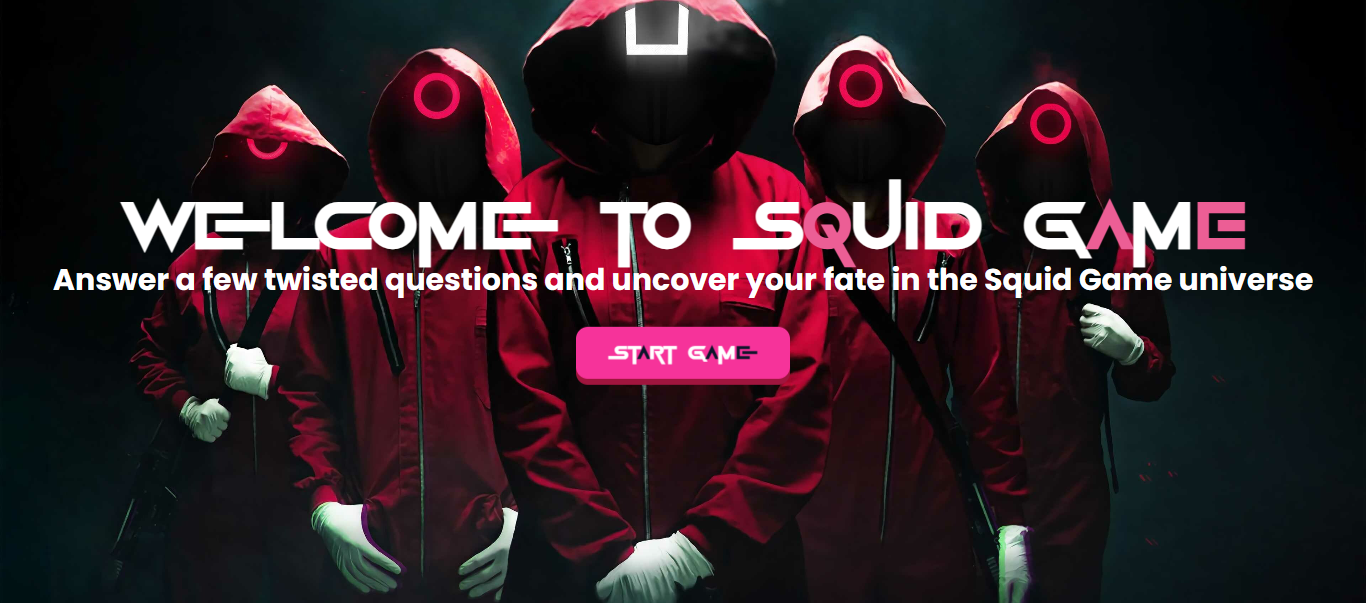 WELCOME TO SQUID GAME
Answer a few twisted questions and uncover your fate in the Squid Game universe
START GAME